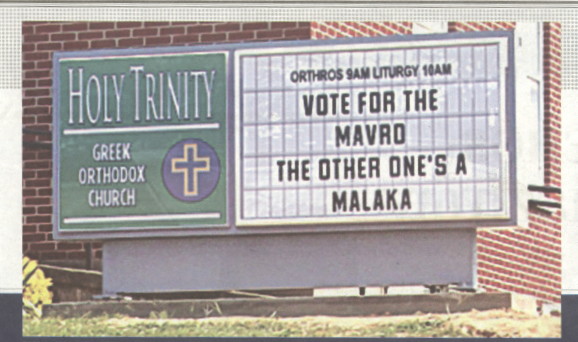 HOLY TRINITY
GREEK
ORTHODOX
CHURCH
ORTHROS 9AM LITURGY 10AM
VOTE FOR THE
MAVRO
THE OTHER ONE'S A
MALAKA